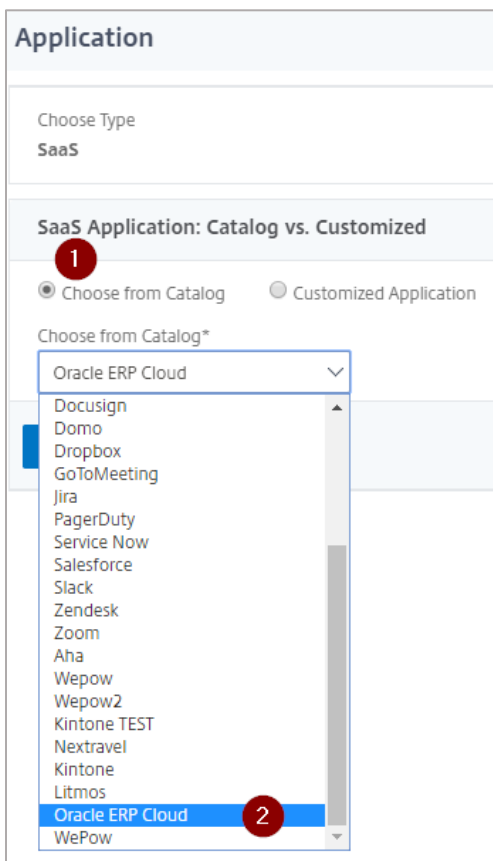 Application
Choose Type
SaaS
SaaS Application: Catalog vs. Customized
1
Choose from Catalog Customized Application
Choose from Catalog*
Oracle ERP Cloud
Docusign
Domo
Dropbox
GoToMeeting
Jira
PagerDuty
Service Now
Salesforce
Slack
Zendesk
Zoom
Aha
Wepow
Wepow2
Kintone TEST
Nextravel
Kintone
Litmos
Oracle ERP Cloud 2
WePow